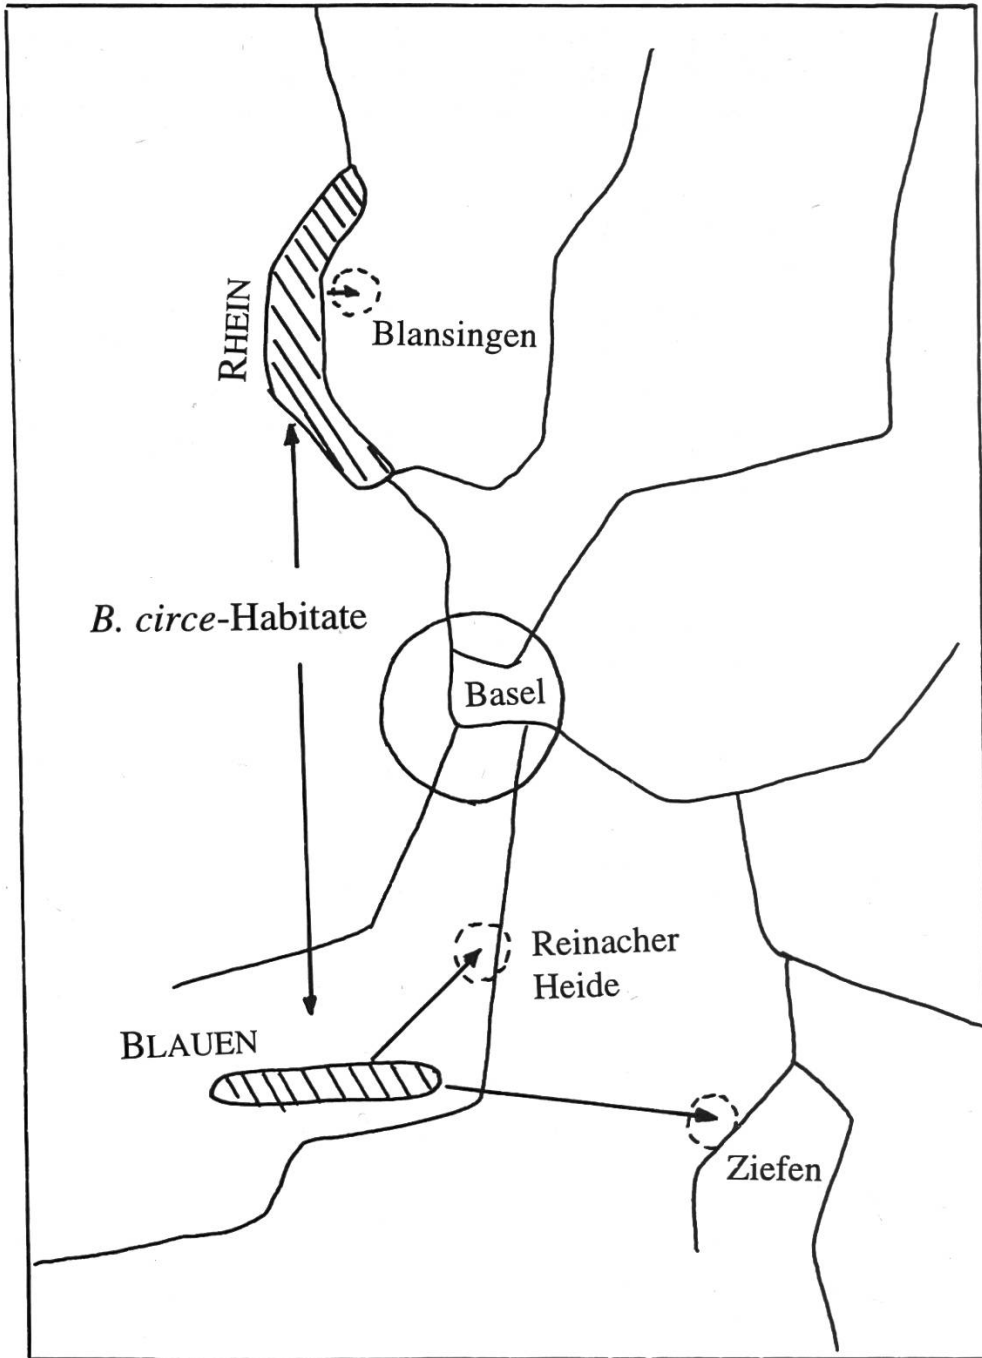 RHEIN
Blansingen
B. circe-Habitate
Basel
Reinacher
Heide
BLAUEN
Ziefen